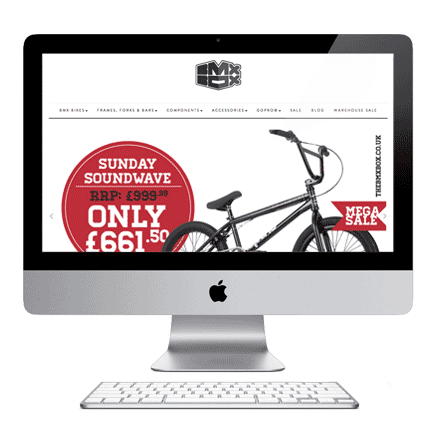 BMX
BOX
BMX BIKES FRAMES, FORKS & BARS COMPONENTS ACCESSORIES GOPRO SALE BLOG WAREHOUSE SALE
SUNDAY
SOUNDWAVE
RRP: £999.99
ONLY
£661.50
THEBMXBOX.CO.UK
MEGA
SALE